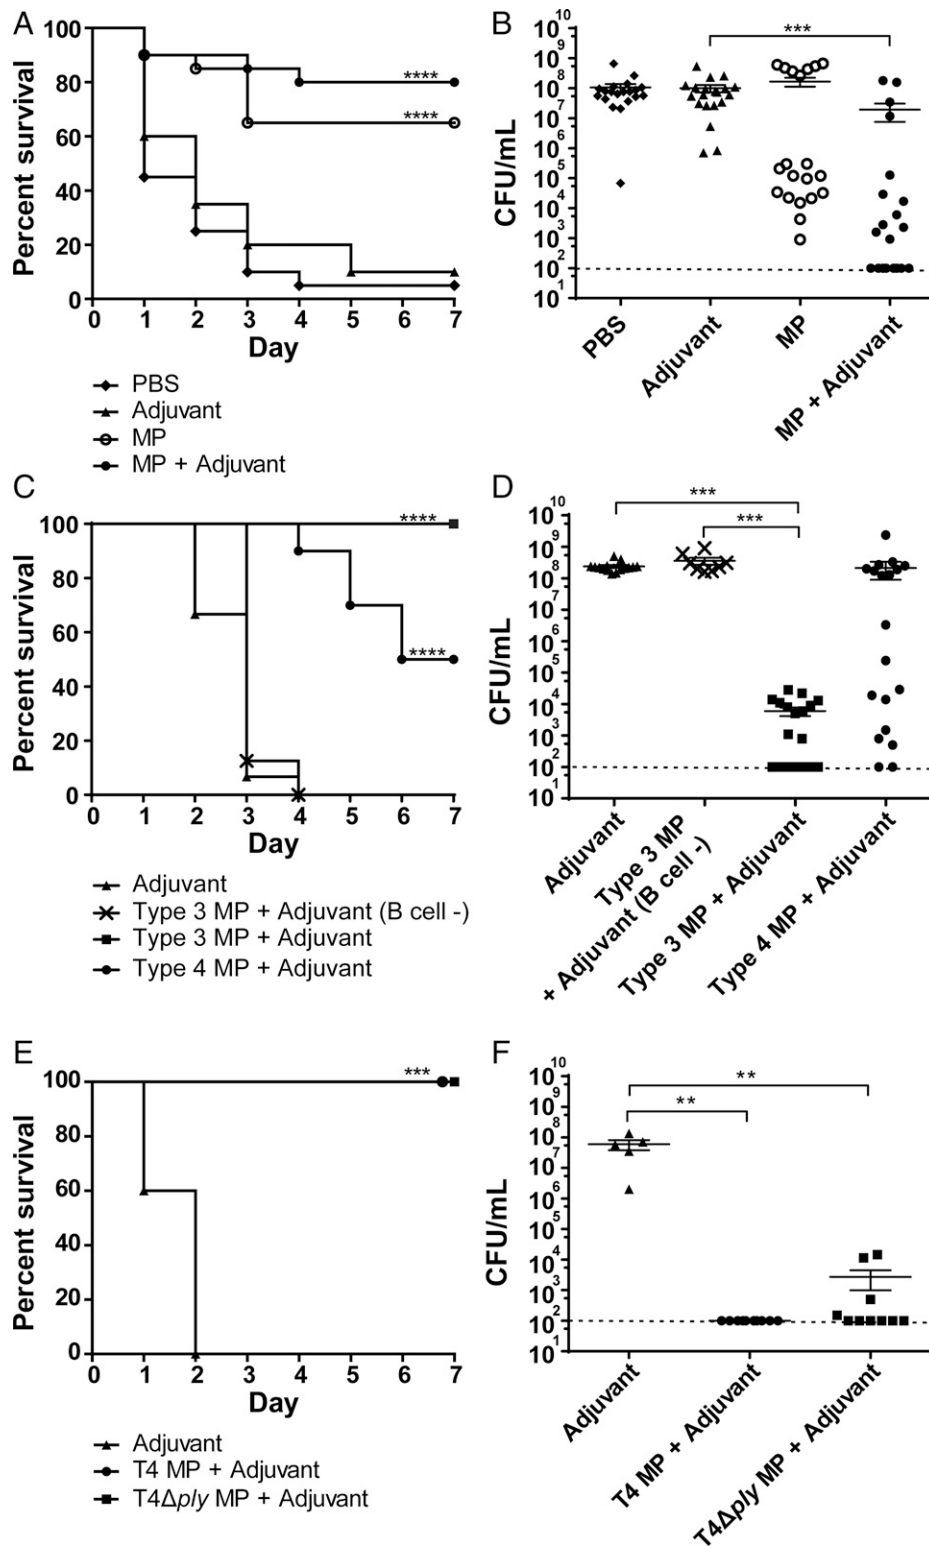 A
Percent survival
100
80
60
40
20
0
****
****
0 1 2 3 4 5 6 7
Day
PBS
Adjuvant
MP
MP + Adjuvant
B
CFU/mL
10^10
10^9
10^8
10^7
10^6
10^5
10^4
10^3
10^2
10^1
***
PBS
Adjuvant
MP
MP + Adjuvant
C
Percent survival
100
80
60
40
20
0
****
****
0 1 2 3 4 5 6 7
Day
Adjuvant
Type 3 MP + Adjuvant (B cell -)
Type 3 MP + Adjuvant
Type 4 MP + Adjuvant
D
CFU/mL
10^10
10^9
10^8
10^7
10^6
10^5
10^4
10^3
10^2
10^1
***
***
Adjuvant
Type 3 MP
+ Adjuvant (B cell -)
Type 3 MP + Adjuvant
Type 4 MP + Adjuvant
E
Percent survival
100
80
60
40
20
0
***
0 1 2 3 4 5 6 7
Day
Adjuvant
T4 MP + Adjuvant
T4Δply MP + Adjuvant
F
CFU/mL
10^10
10^9
10^8
10^7
10^6
10^5
10^4
10^3
10^2
10^1
**
**
Adjuvant
T4 MP + Adjuvant
T4Δply MP + Adjuvant